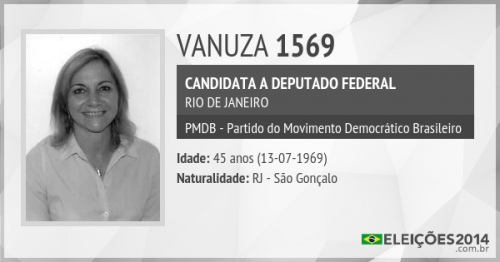 VANUZA 1569
CANDIDATA A DEPUTADO FEDERAL
RIO DE JANEIRO
PMDB - Partido do Movimento Democrático Brasileiro
Idade: 45 anos (13-07-1969)
Naturalidade: RJ - São Gonçalo
ELEIÇÕES2014
.com.br